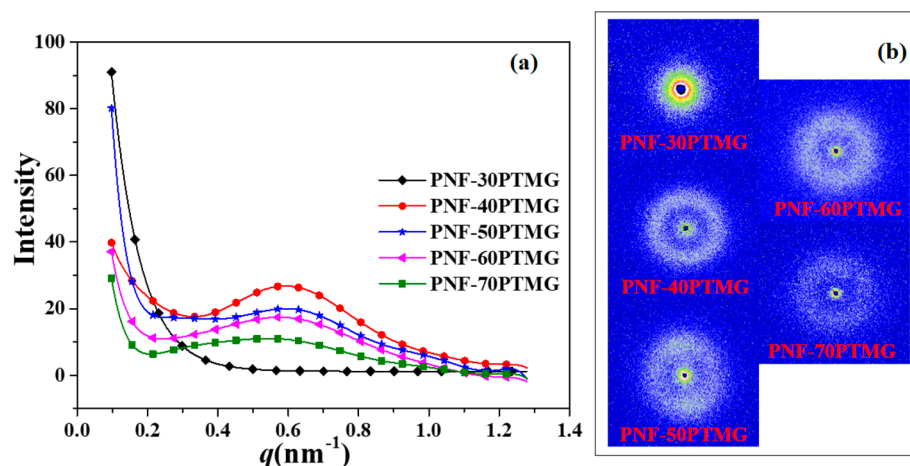 (a)
(b)
100
80
60
40
20
0
Intensity
PNF-30PTMG
PNF-40PTMG
PNF-50PTMG
PNF-60PTMG
PNF-70PTMG
0.0 0.2 0.4 0.6 0.8 1.0 1.2 1.4
q(nm⁻¹)
PNF-30PTMG
PNF-60PTMG
PNF-40PTMG
PNF-70PTMG
PNF-50PTMG